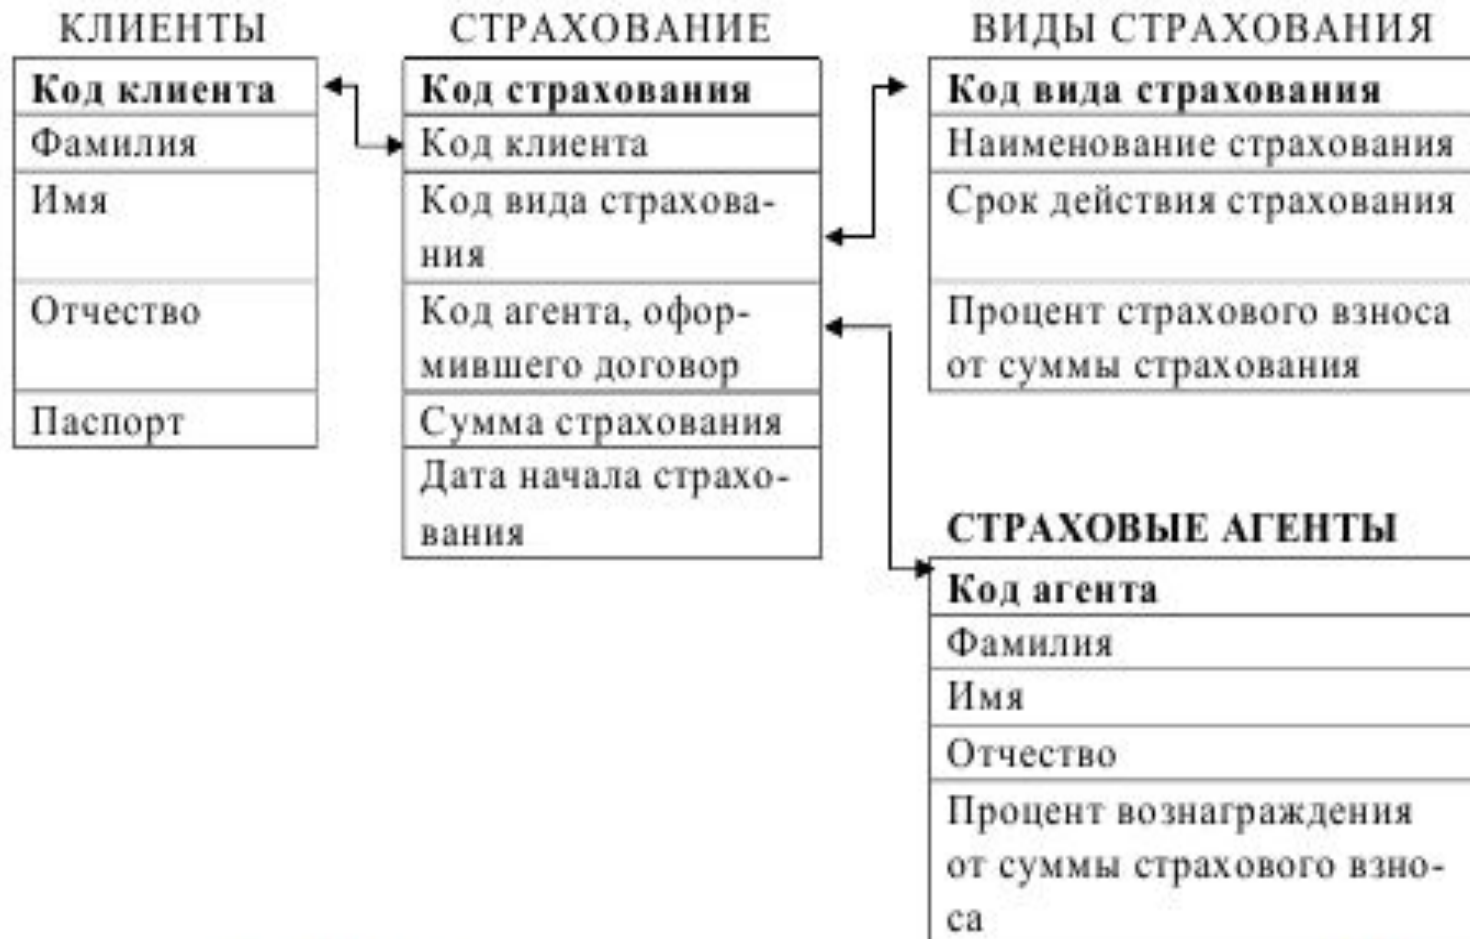 КЛИЕНТЫ
Код клиента
Фамилия
Имя
Отчество
Паспорт
СТРАХОВАНИЕ
Код страхования
Код клиента
Код вида страхова-
ния
Код агента, офор-
мившего договор
Сумма страхования
Дата начала страхо-
вания
ВИДЫ СТРАХОВАНИЯ
Код вида страхования
Наименование страхования
Срок действия страхования
Процент страхового взноса
от суммы страхования
СТРАХОВЫЕ АГЕНТЫ
Код агента
Фамилия
Имя
Отчество
Процент вознаграждения
от суммы страхового взно-
са